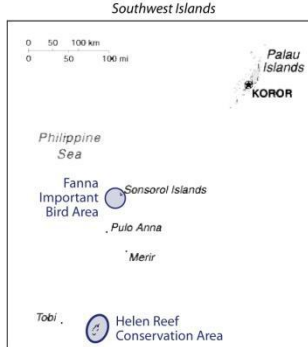 Southwest Islands
0 50 100 km
0 50 100 mi
Palau
Islands
KOROR
Philippine
Sea
Fanna
Important
Bird Area
Sonsorol Islands
Pulo Anna
Merir
Tobi
Helen Reef
Conservation Area